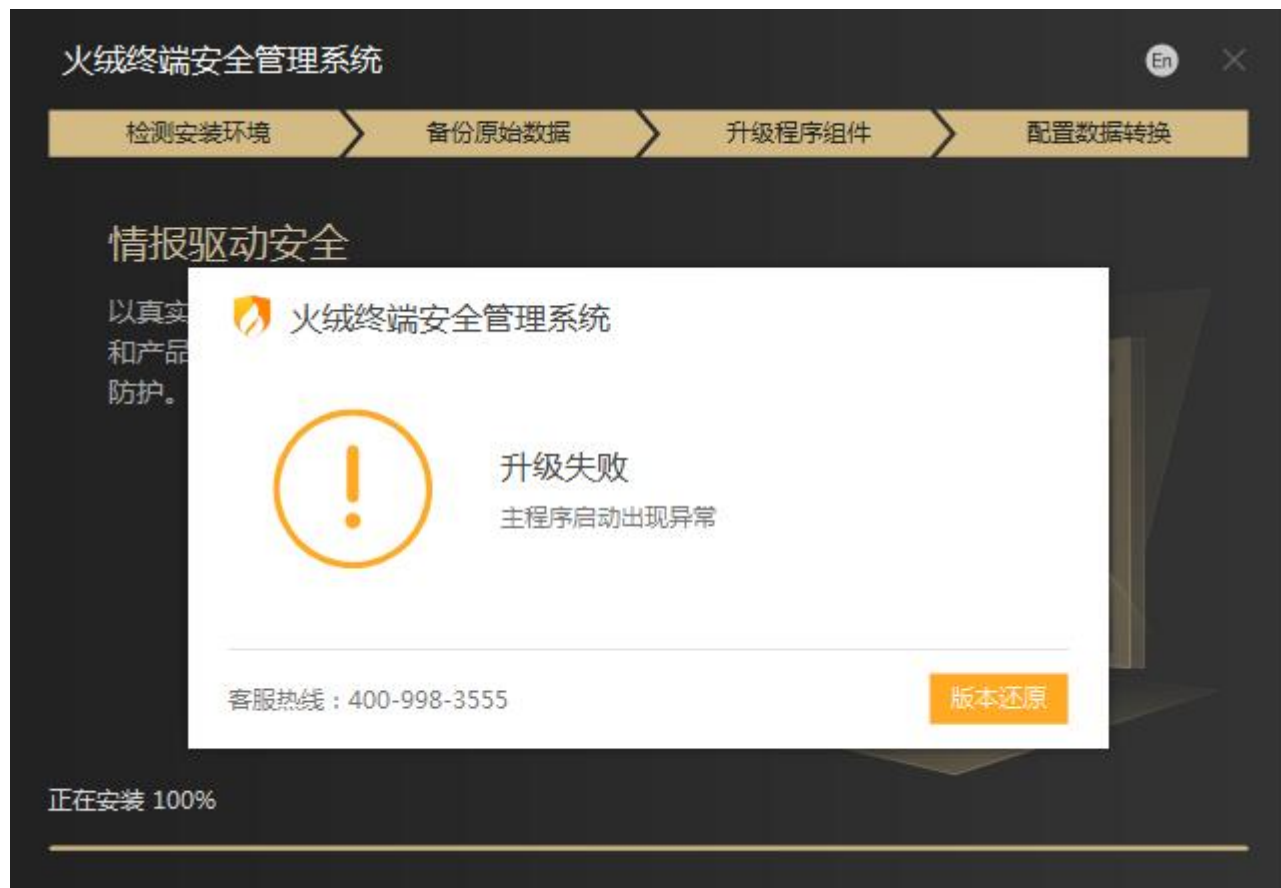 火绒终端安全管理系统
En
检测安装环境
备份原始数据
升级程序组件
配置数据转换
情报驱动安全
以真实
和产品
防护。
火绒终端安全管理系统
升级失败
主程序启动出现异常
客服热线：400-998-3555
版本还原
正在安装 100%